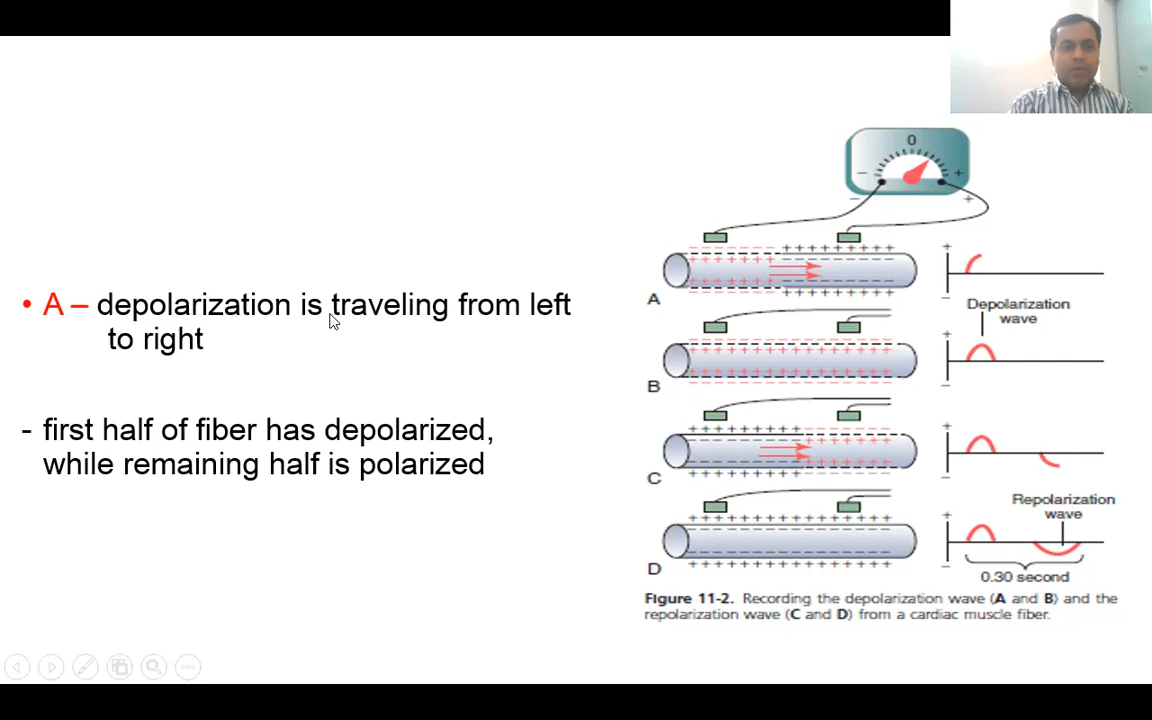 • A – depolarization is traveling from left
to right
- first half of fiber has depolarized,
while remaining half is polarized
0
– +
– +
+
A
–
Depolarization
wave
+
B
–
+
C
–
Repolarization
wave
+
D
–
0.30 second
Figure 11-2. Recording the depolarization wave (A and B) and the
repolarization wave (C and D) from a cardiac muscle fiber.